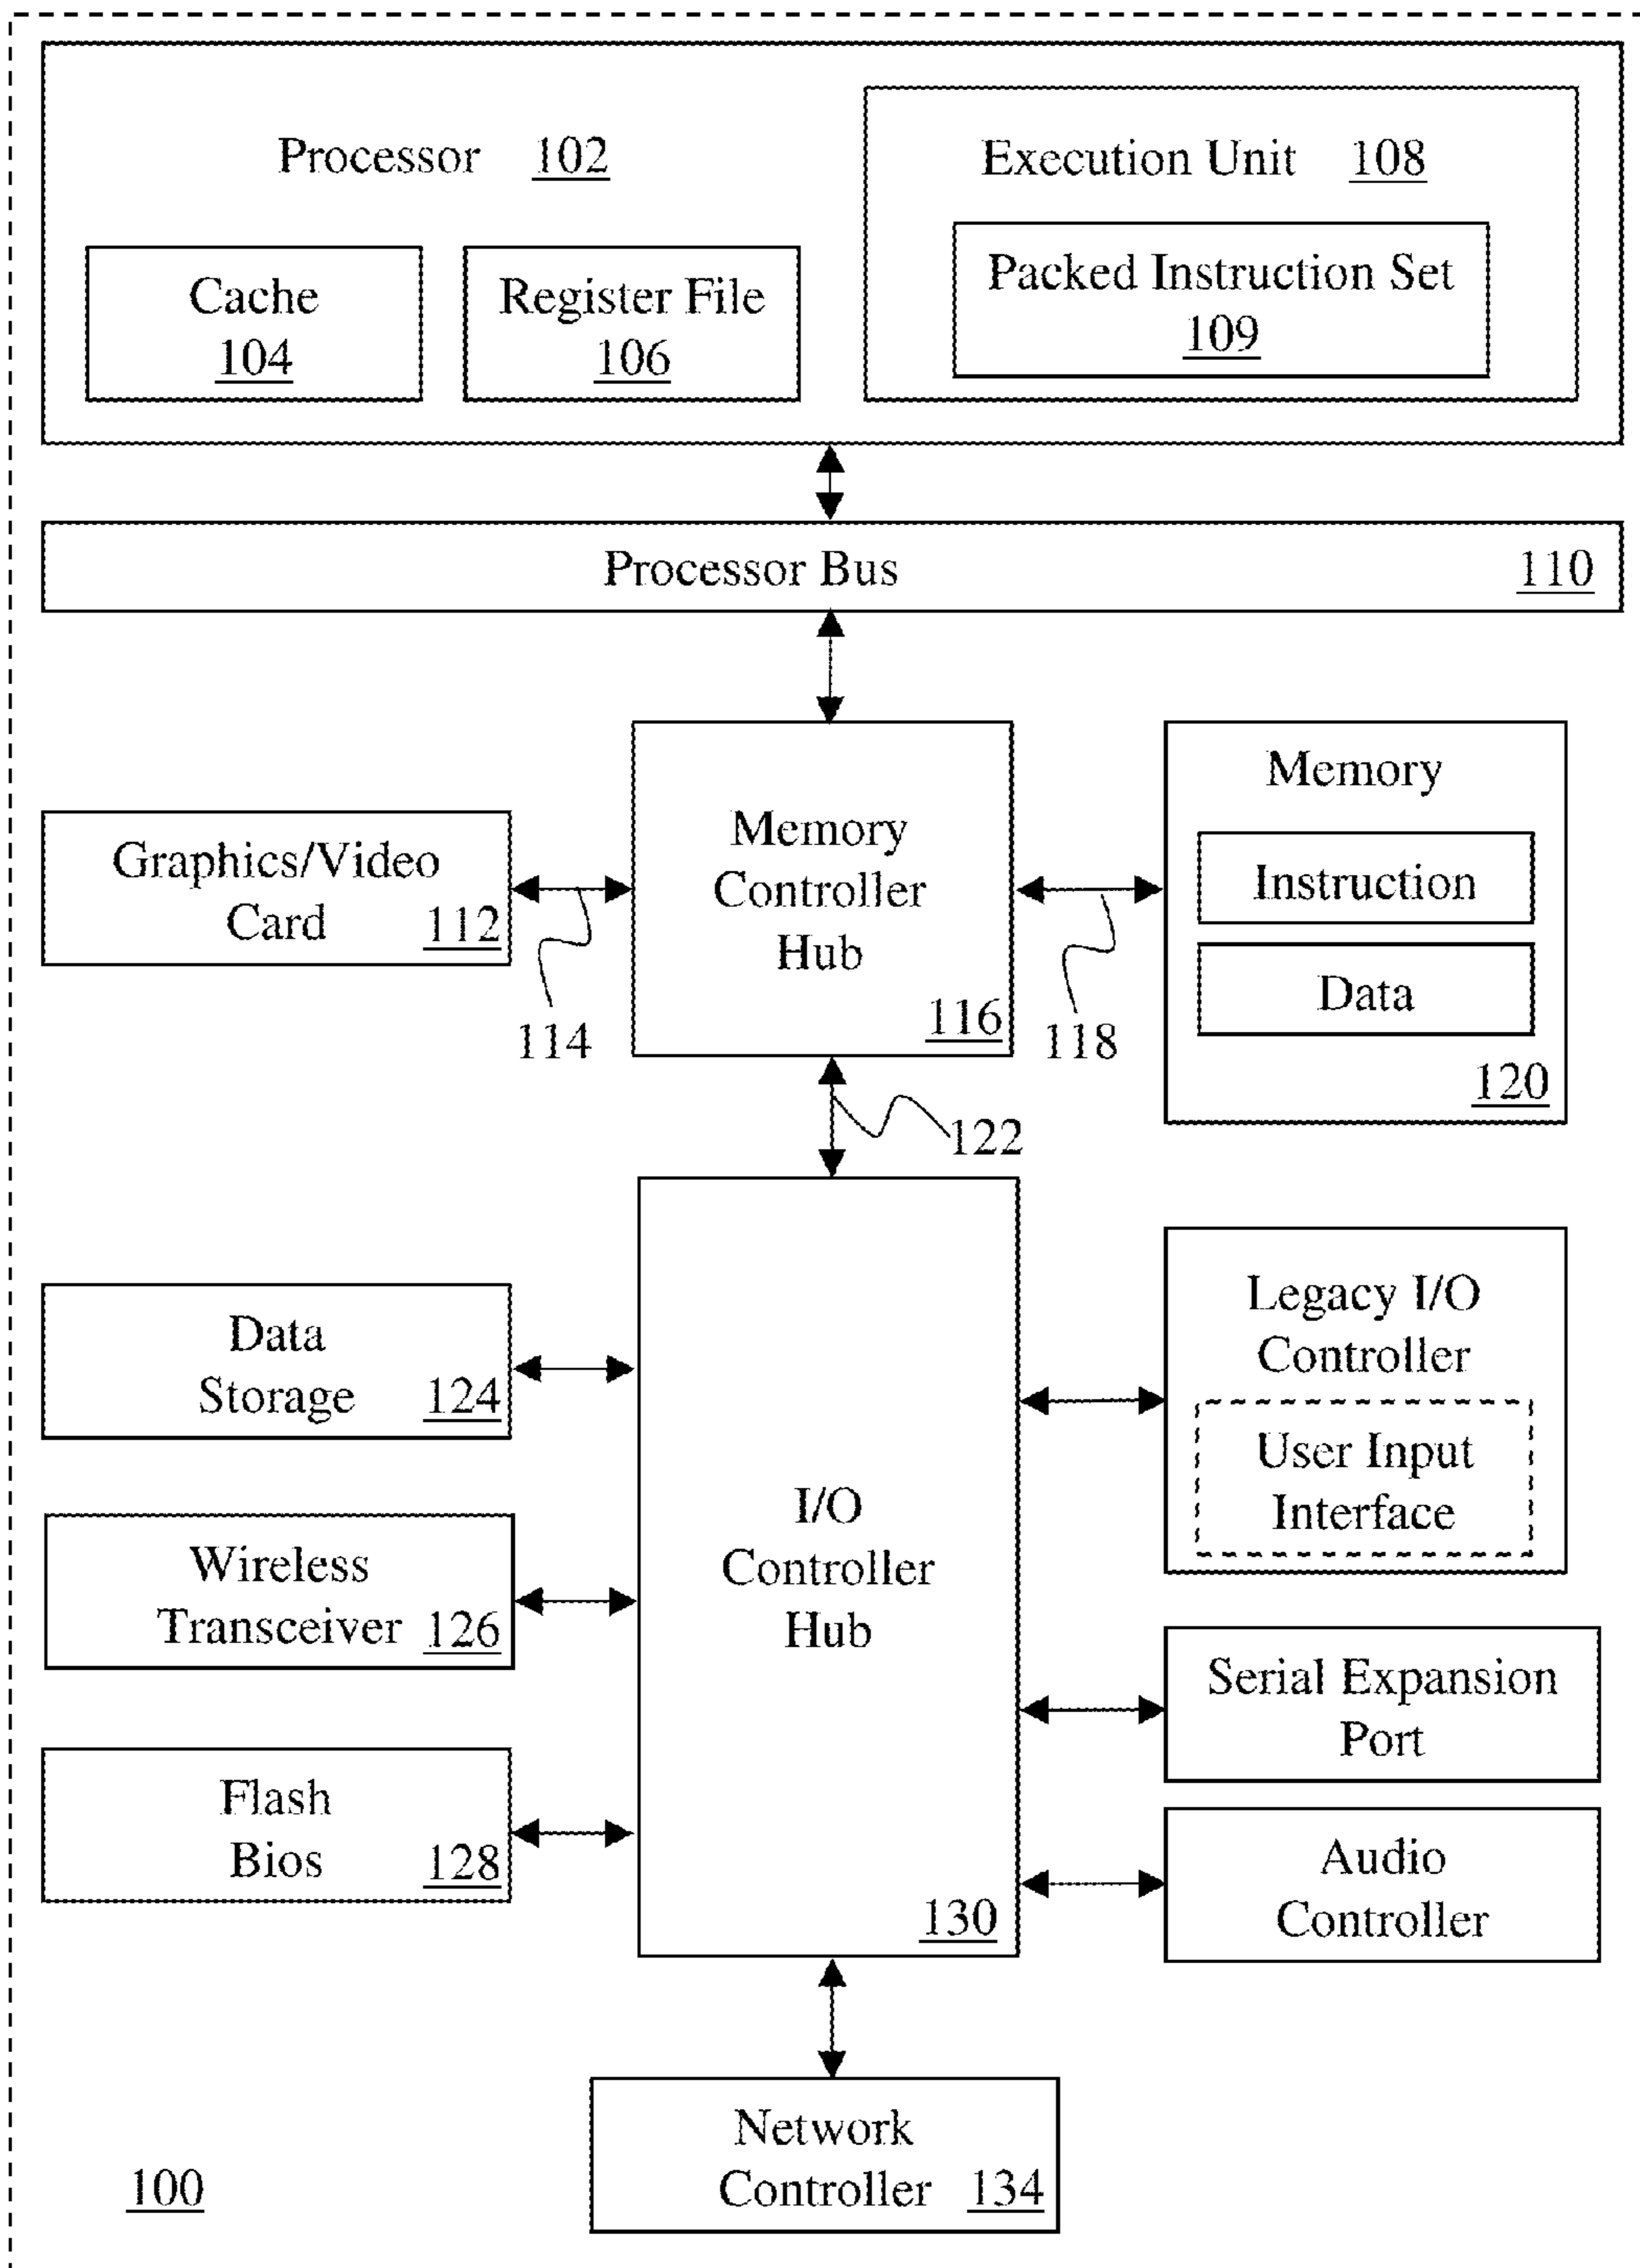 Processor 102
Execution Unit 108
Cache
104
Register File
106
Packed Instruction Set
109
Processor Bus 110
Graphics/Video
Card 112
114
Memory
Controller
Hub
116
118
Memory
Instruction
Data
120
122
Data
Storage 124
Wireless
Transceiver 126
Flash
Bios 128
I/O
Controller
Hub
130
Legacy I/O
Controller
User Input
Interface
Serial Expansion
Port
Audio
Controller
Network
Controller 134
100